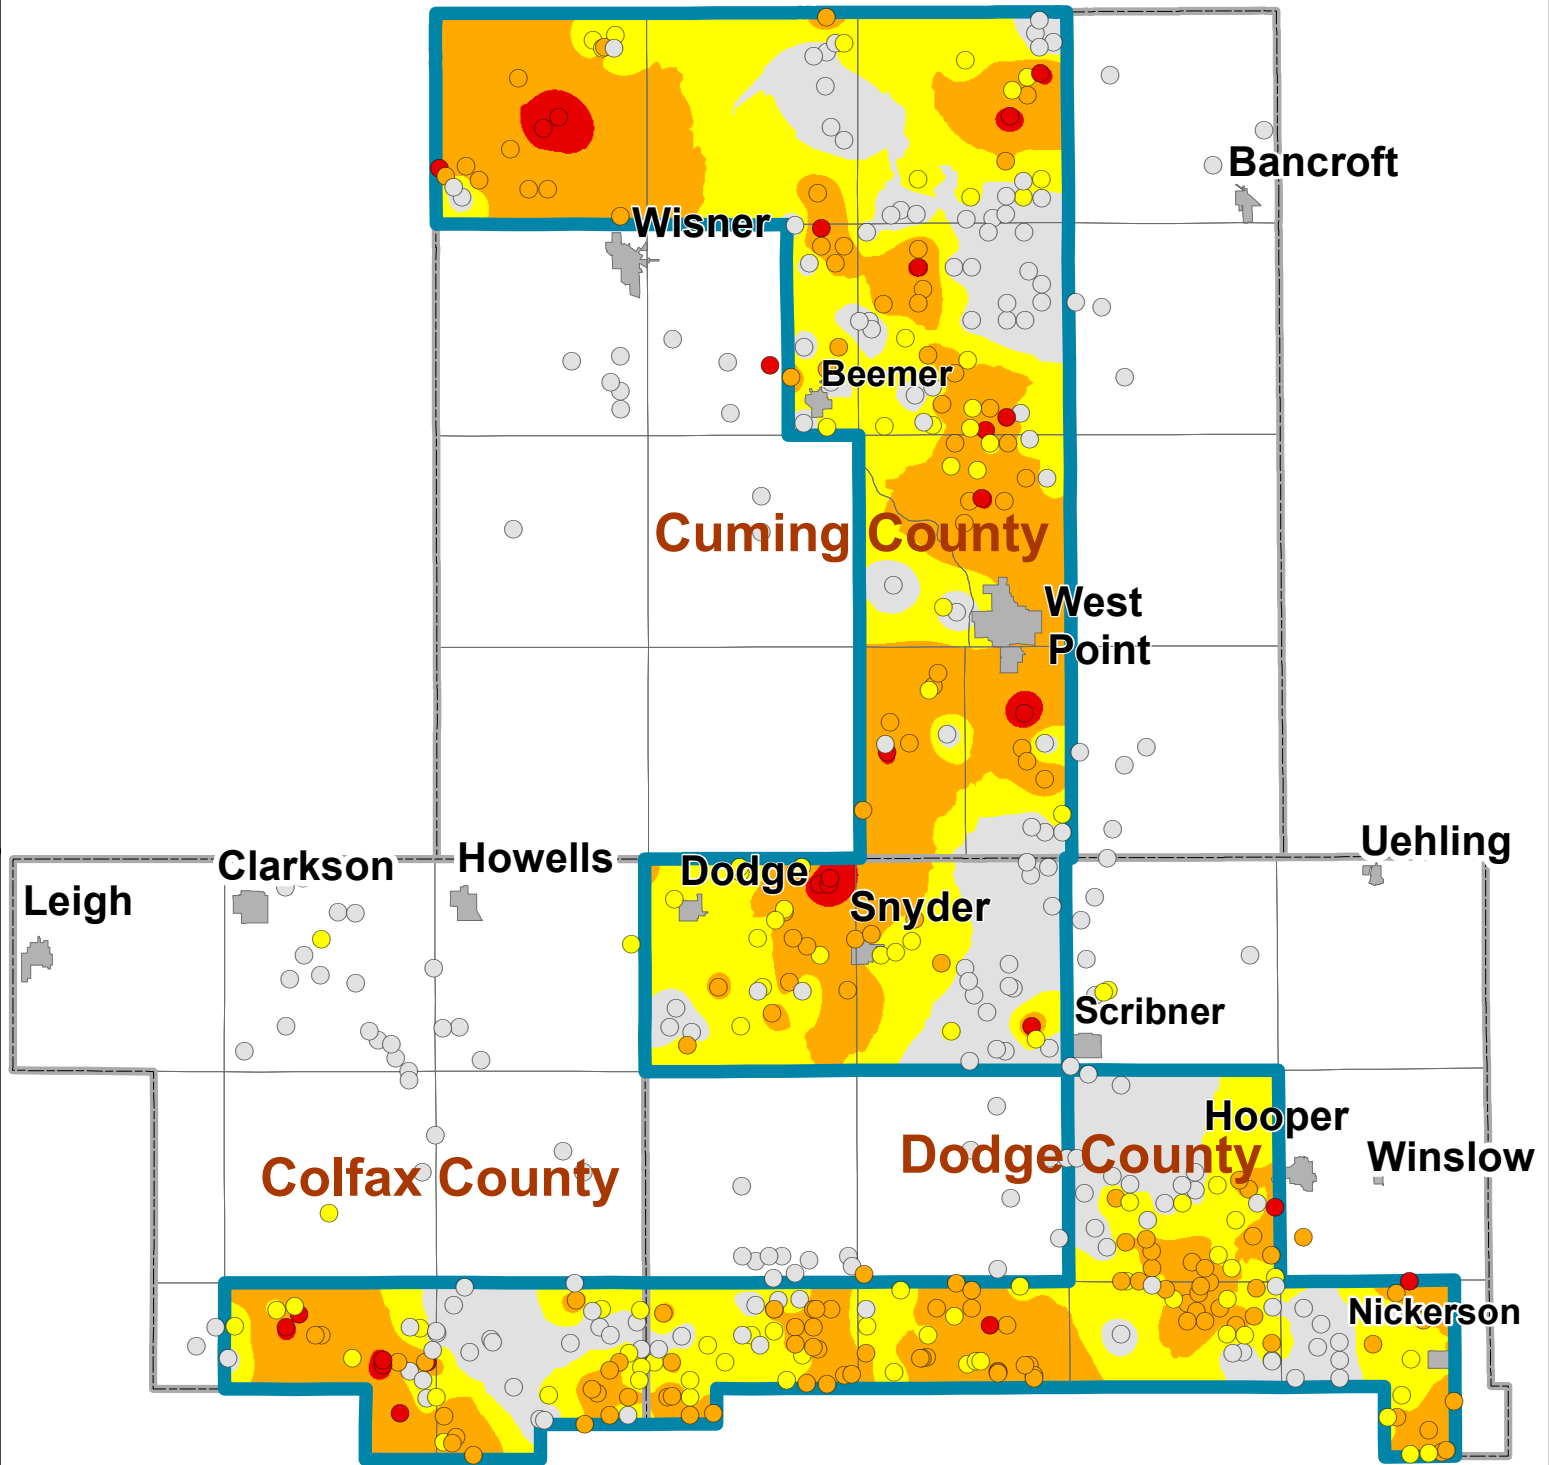 Bancroft
Wisner
Beemer
Cuming County
West
Point
Uehling
Howells
Clarkson
Dodge
Leigh
Snyder
Scribner
Hooper
Dodge County
Winslow
Colfax County
Nickerson